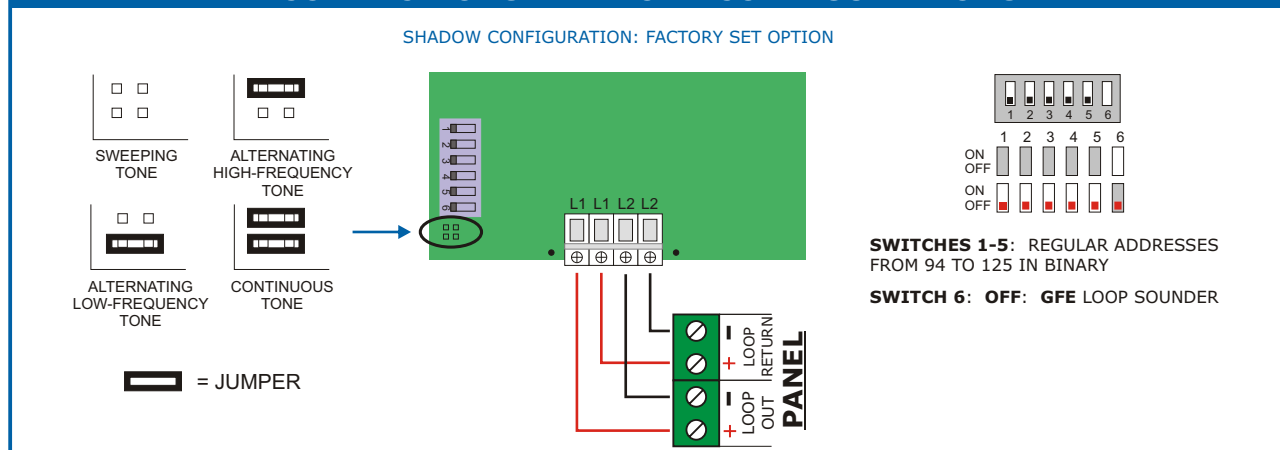 SHADOW CONFIGURATION: FACTORY SET OPTION
SWEEPING
TONE
ALTERNATING
HIGH-FREQUENCY
TONE
ALTERNATING
LOW-FREQUENCY
TONE
CONTINUOUS
TONE
= JUMPER
1
2
3
4
5
6
L1 L1 L2 L2
- LOOP
+ RETURN
- LOOP
+ OUT
PANEL
1 2 3 4 5 6
1 2 3 4 5 6
ON
OFF
ON
OFF
SWITCHES 1-5: REGULAR ADDRESSES
FROM 94 TO 125 IN BINARY
SWITCH 6: OFF: GFE LOOP SOUNDER